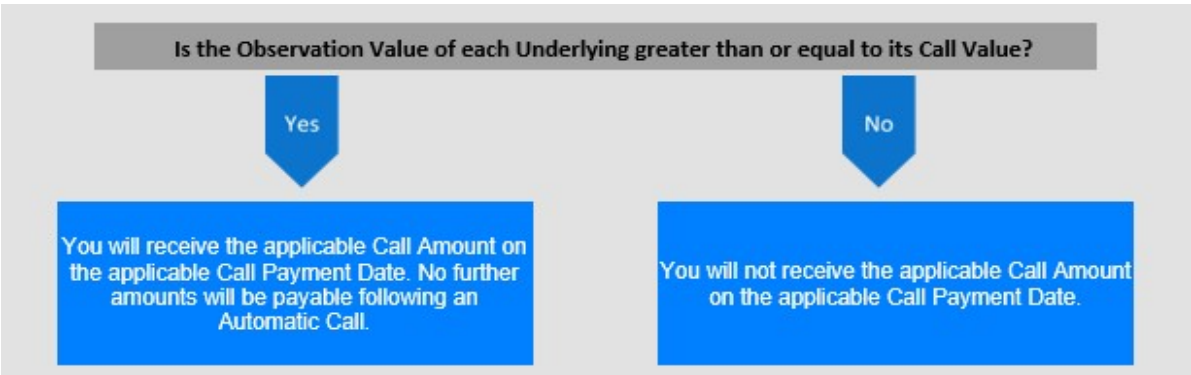 Is the Observation Value of each Underlying greater than or equal to its Call Value?
Yes
No
You will receive the applicable Call Amount on
the applicable Call Payment Date. No further
amounts will be payable following an
Automatic Call.
You will not receive the applicable Call Amount
on the applicable Call Payment Date.